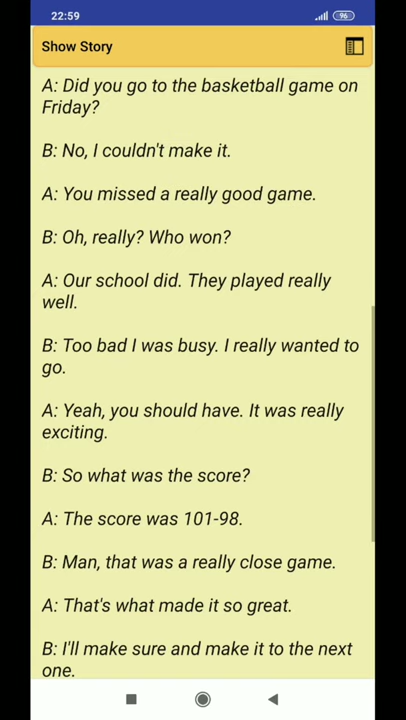 22:59
96
Show Story
A: Did you go to the basketball game on
Friday?
B: No, I couldn't make it.
A: You missed a really good game.
B: Oh, really? Who won?
A: Our school did. They played really
well.
B: Too bad I was busy. I really wanted to
go.
A: Yeah, you should have. It was really
exciting.
B: So what was the score?
A: The score was 101-98.
B: Man, that was a really close game.
A: That's what made it so great.
B: I'll make sure and make it to the next
one.